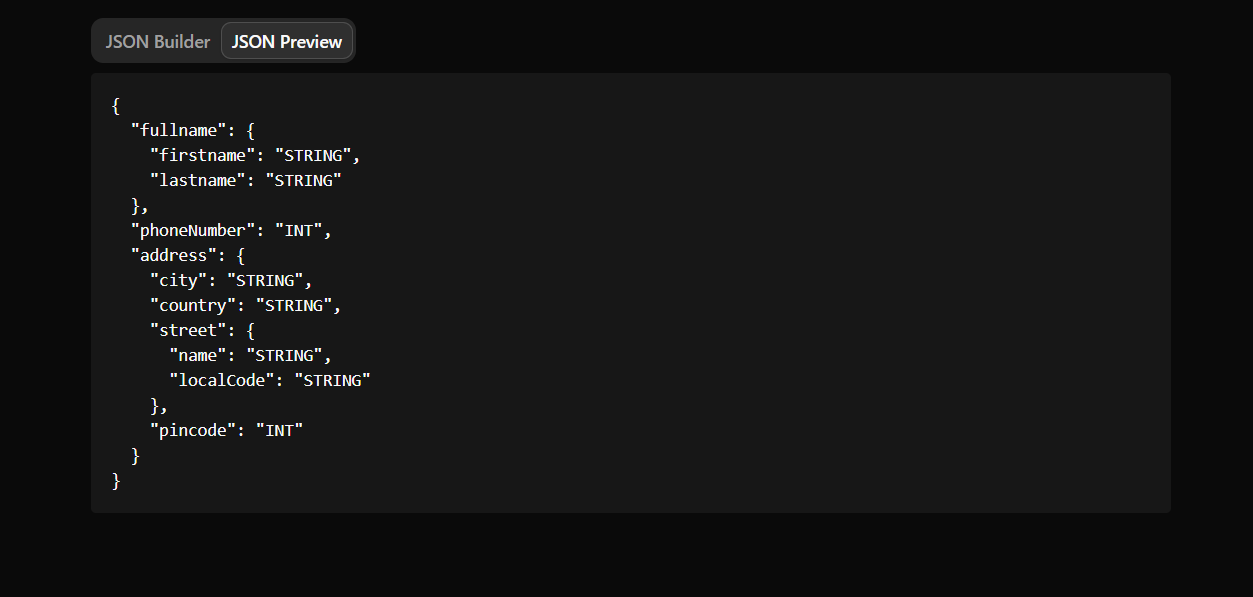 JSON Builder JSON Preview
{
  "fullname": {
    "firstname": "STRING",
    "lastname": "STRING"
  },
  "phoneNumber": "INT",
  "address": {
    "city": "STRING",
    "country": "STRING",
    "street": {
      "name": "STRING",
      "localCode": "STRING"
    },
    "pincode": "INT"
  }
}